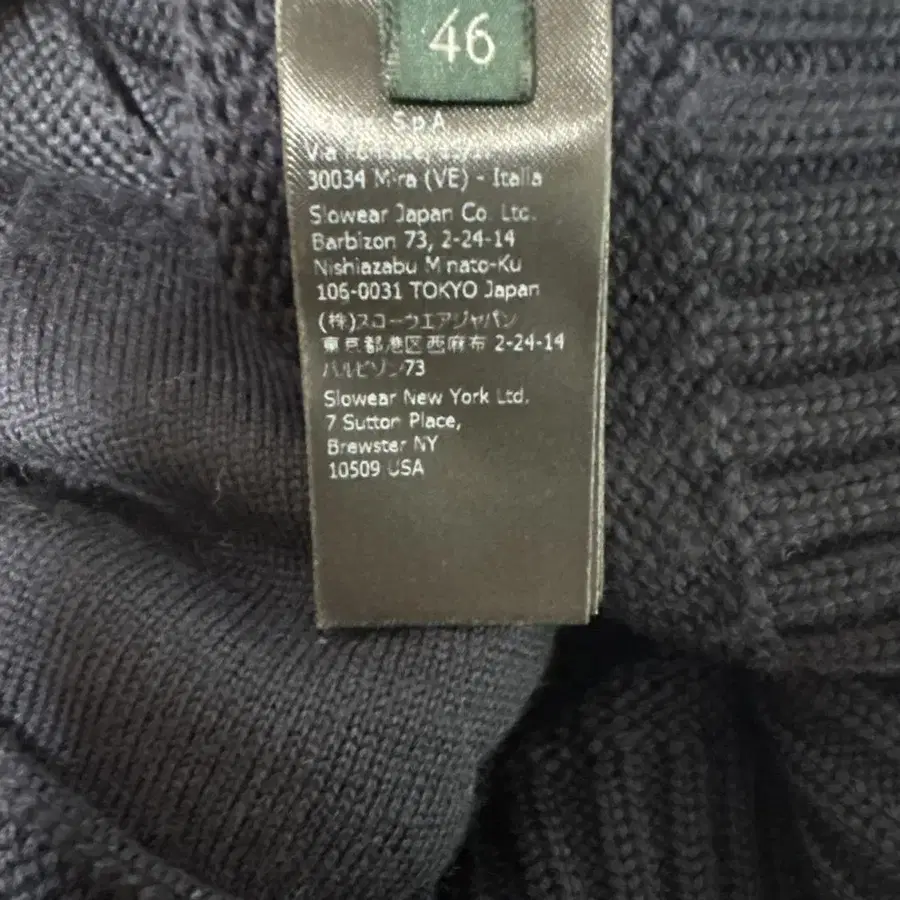 46
S.p.A.
30034 Mira (VE) - Italia
Slowear Japan Co. Ltd.
Barbizon 73, 2-24-14
Nishiazabu Minato-Ku
106-0031 TOKYO Japan
(株)スローウエアジャパン
東京都港区西麻布 2-24-14
バルビゾン73
Slowear New York Ltd.
7 Sutton Place,
Brewster NY
10509 USA